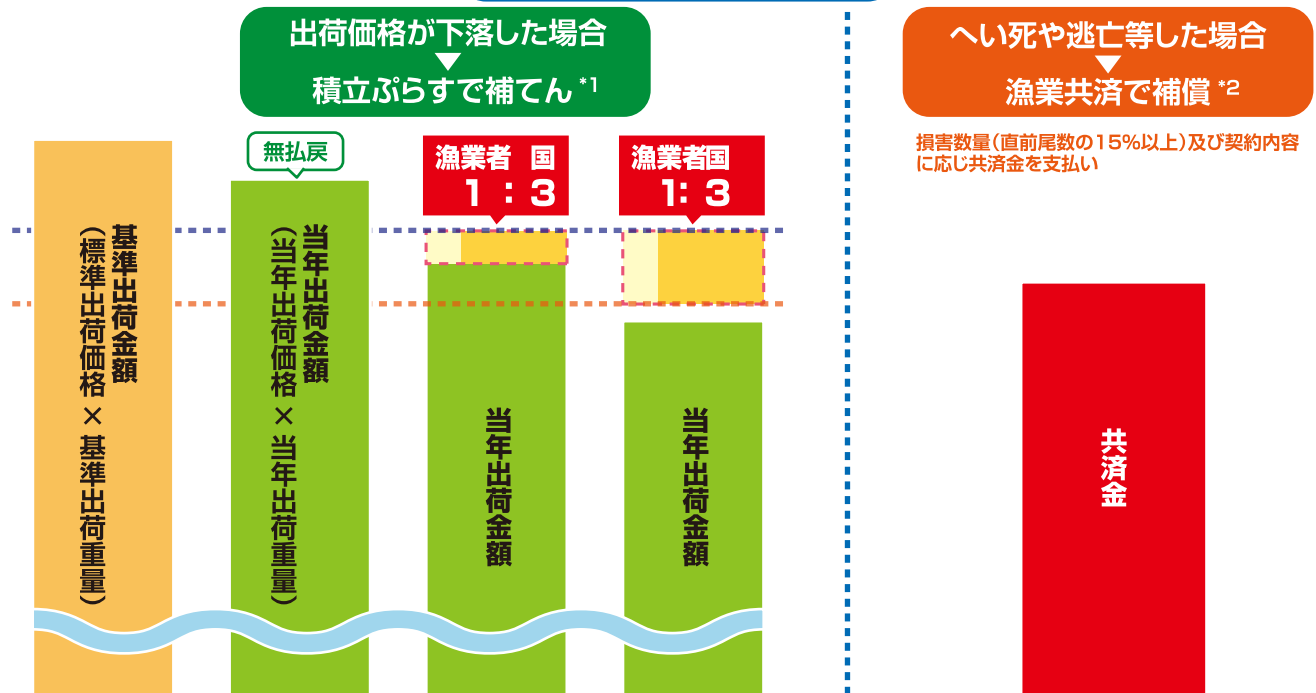 出荷価格が下落した場合
▼
積立ぷらすで補てん *1
無払戻
漁業者 国
1 : 3
漁業者国
1: 3
基準出荷金額
(標準出荷価格 × 基準出荷重量)
当年出荷金額
(当年出荷価格 × 当年出荷重量)
当年出荷金額
当年出荷金額
へい死や逃亡等した場合
▼
漁業共済で補償 *2
損害数量(直前尾数の15%以上)及び契約内容
に応じ共済金を支払い
共済金